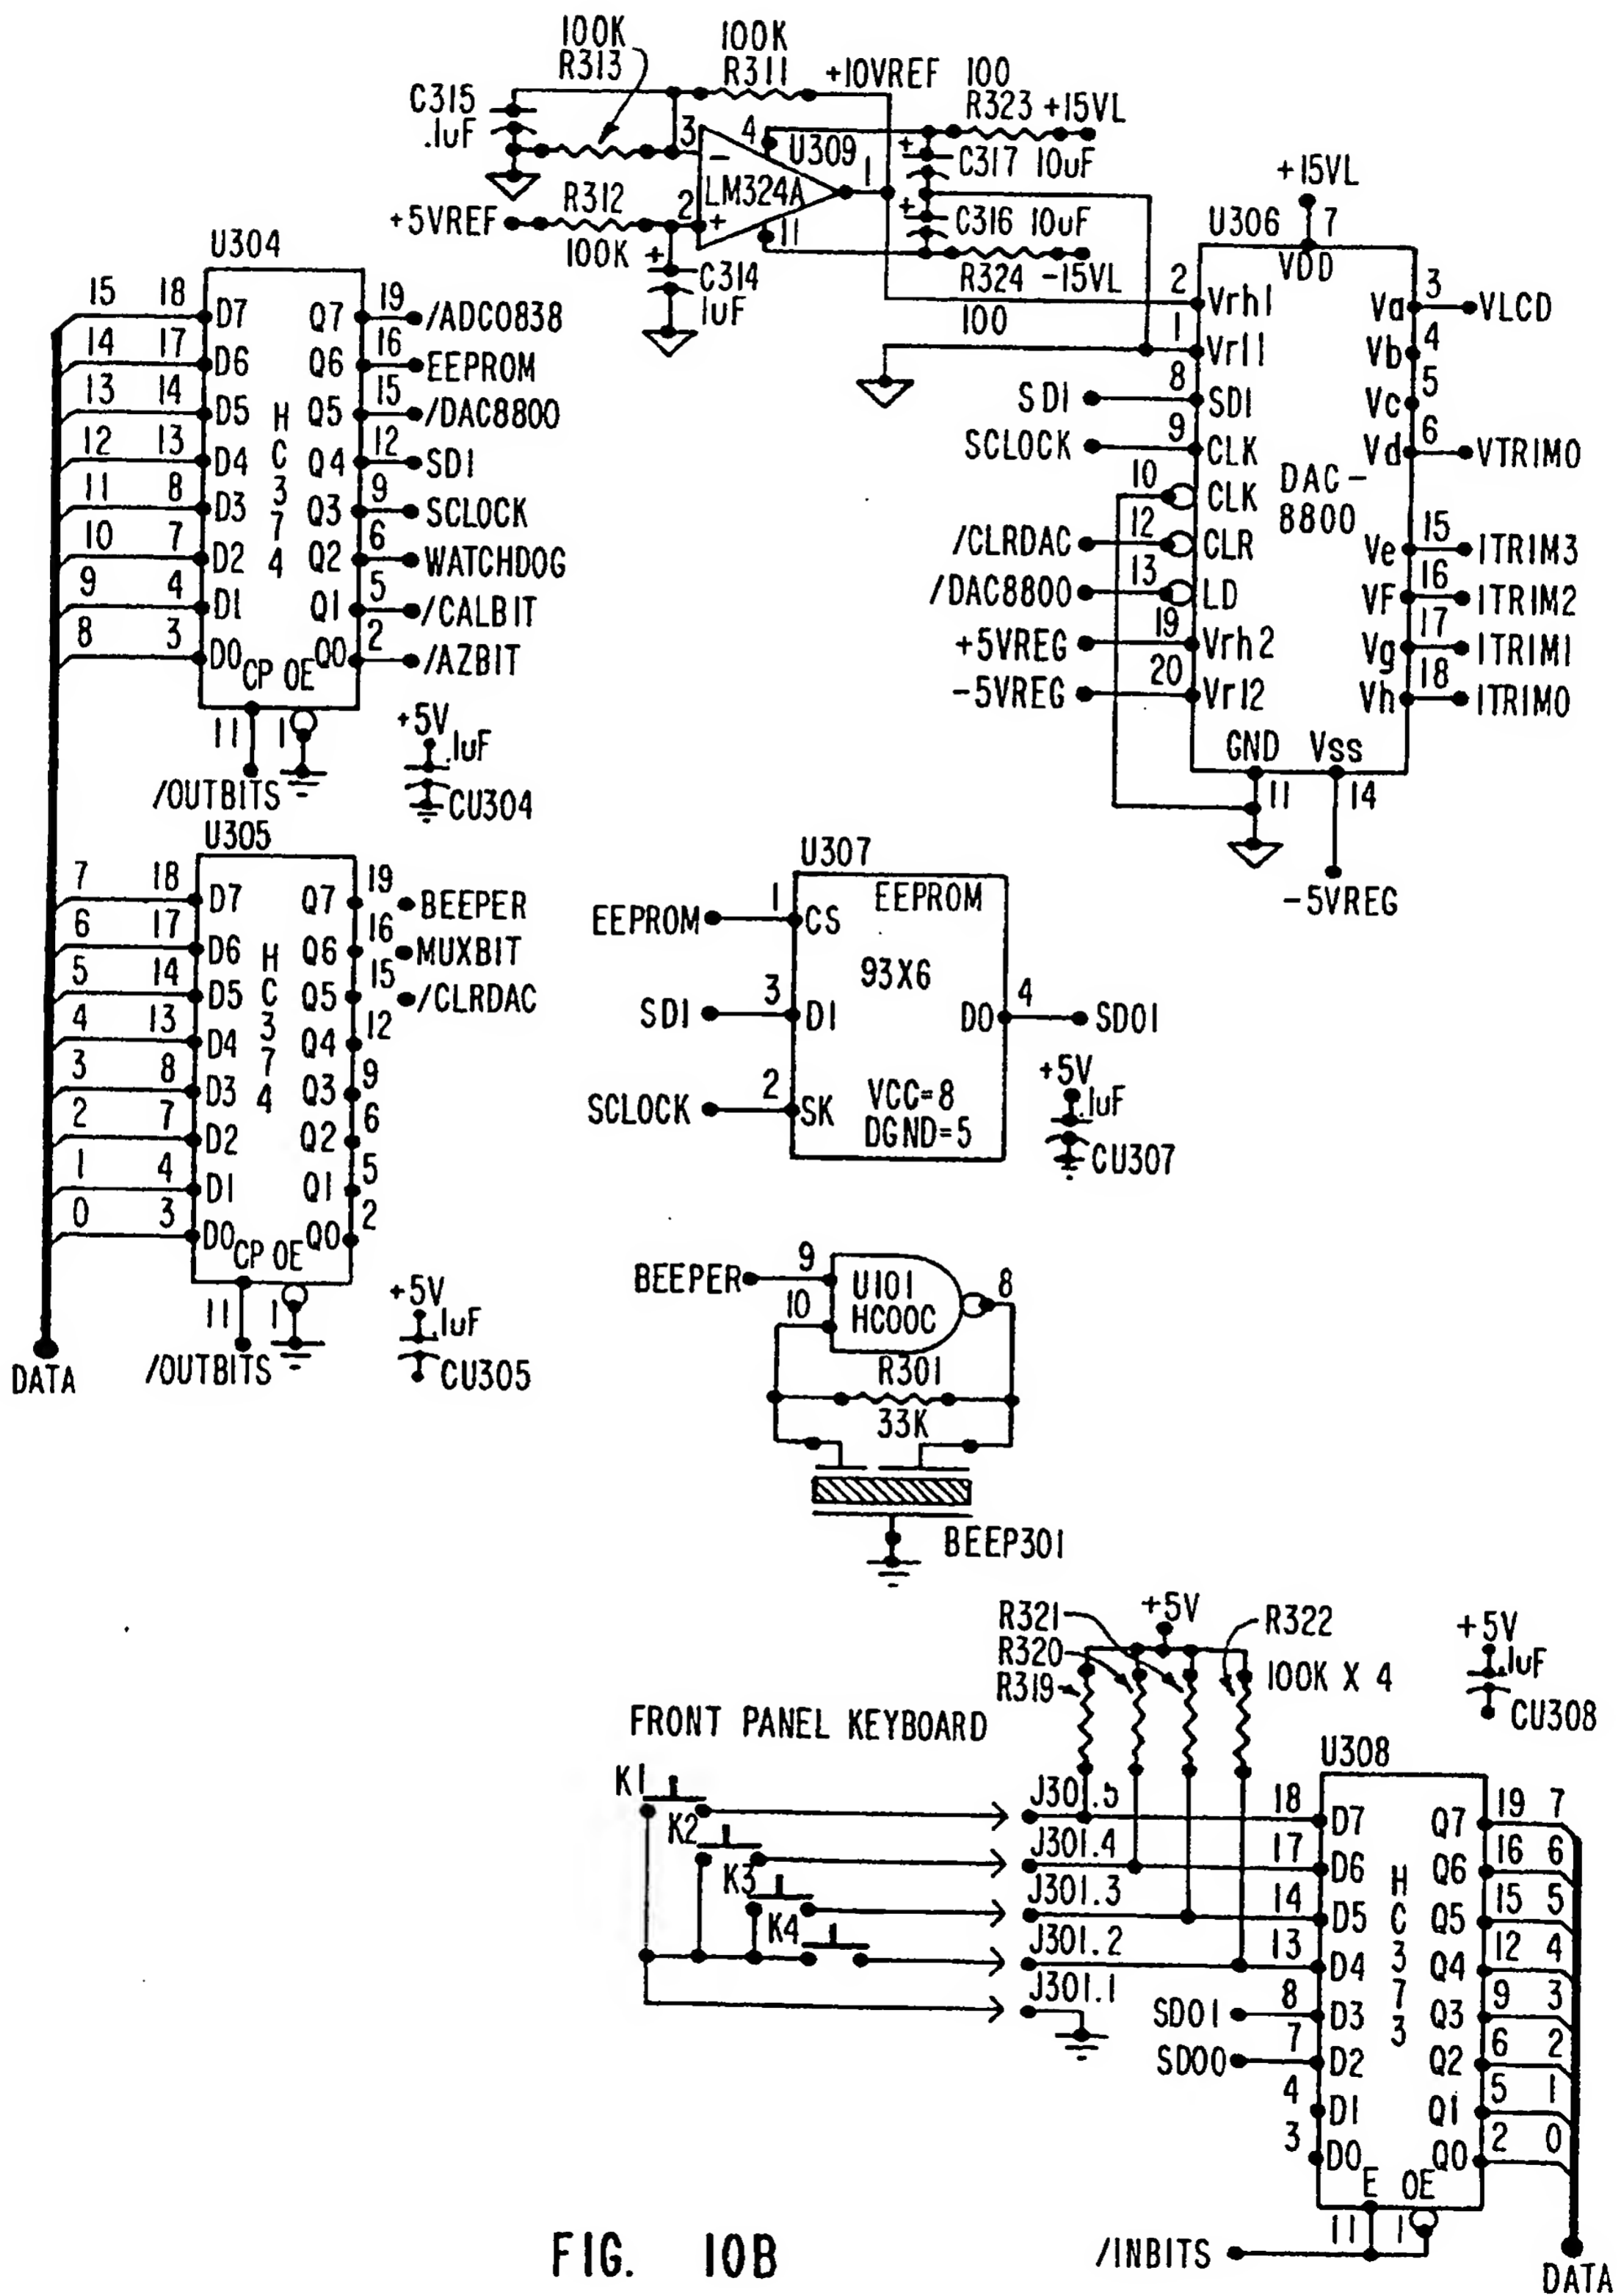 100K
R313
100K
R311
+10VREF
100
R323 +15VL
C315
.1uF
3
4
U309
1
C317 10uF
LM324A
-
+
R312
+5VREF
100K
2
11
C316 10uF
C314
1uF
R324 -15VL
100
+15VL
U306
7
VDD
2
Vrh1
Va
3
VLCD
1
Vrl1
Vb
4
Vc
5
SDI
8
SDI
SCLOCK
9
CLK
Vd
6
VTRIM0
10
CLK
DAC-
8800
/CLRDAC
12
CLR
Ve
15
ITRIM3
/DAC8800
13
LD
VF
16
ITRIM2
+5VREG
19
Vrh2
Vg
17
ITRIM1
-5VREG
20
Vrl2
Vh
18
ITRIM0
GND Vss
11
14
-5VREG
U304
15 18 D7 Q7 19 /ADC0838
14 17 D6 Q6 16 EEPROM
13 14 D5 Q5 15 /DAC8800
12 13 D4 Q4 12 SDI
11 8 D3 Q3 9 SCLOCK
10 7 D2 Q2 6 WATCHDOG
9 4 D1 Q1 5 /CALBIT
8 3 D0 Q0 2 /AZBIT
HC374
CP OE
11 1
/OUTBITS
+5V
.1uF
CU304
U305
7 18 D7 Q7 19 BEEPER
6 17 D6 Q6 16 MUXBIT
5 14 D5 Q5 15 /CLRDAC
4 13 D4 Q4 12
3 8 D3 Q3 9
2 7 D2 Q2 6
1 4 D1 Q1 5
0 3 D0 Q0 2
HC374
CP OE
11 1
/OUTBITS
+5V
.1uF
CU305
DATA
U307
EEPROM
93X6
EEPROM 1 CS
SDI 3 DI
DO 4 SDO1
SCLOCK 2 SK
VCC=8
DGND=5
+5V
.1uF
CU307
BEEPER 9
10
U101
HC00C
8
R301
33K
BEEP301
R321
R320
R319
+5V
R322
100K X 4
+5V
.1uF
CU308
FRONT PANEL KEYBOARD
U308
K1
K2
K3
K4
J301.5 18 D7 Q7 19 7
J301.4 17 D6 Q6 16 6
J301.3 14 D5 Q5 15 5
J301.2 13 D4 Q4 12 4
J301.1
SDO1 8 D3 Q3 9 3
SDO0 7 D2 Q2 6 2
4 D1 Q1 5 1
3 D0 Q0 2 0
HC373
E OE
11 1
/INBITS
DATA
FIG. 10B